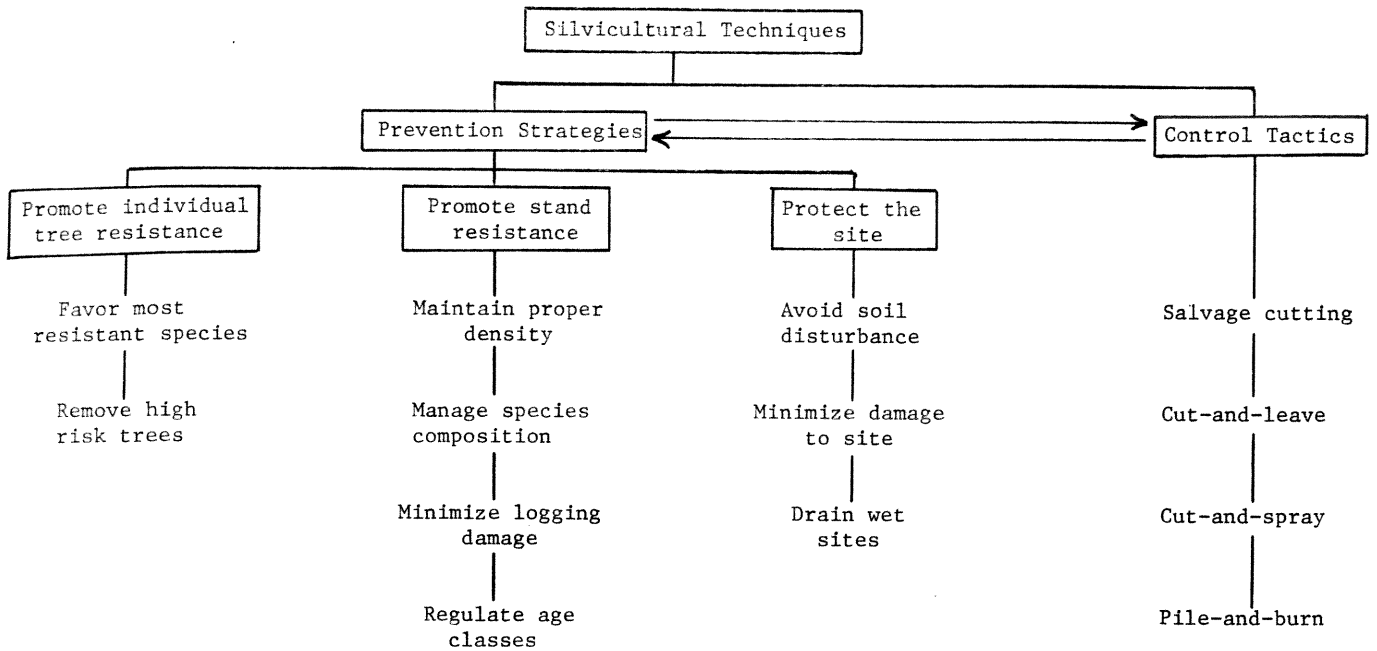 Silvicultural Techniques
Prevention Strategies
Control Tactics
Promote individual
tree resistance
Promote stand
resistance
Protect the
site
Favor most
resistant species
Remove high
risk trees
Maintain proper
density
Manage species
composition
Minimize logging
damage
Regulate age
classes
Avoid soil
disturbance
Minimize damage
to site
Drain wet
sites
Salvage cutting
Cut-and-leave
Cut-and-spray
Pile-and-burn